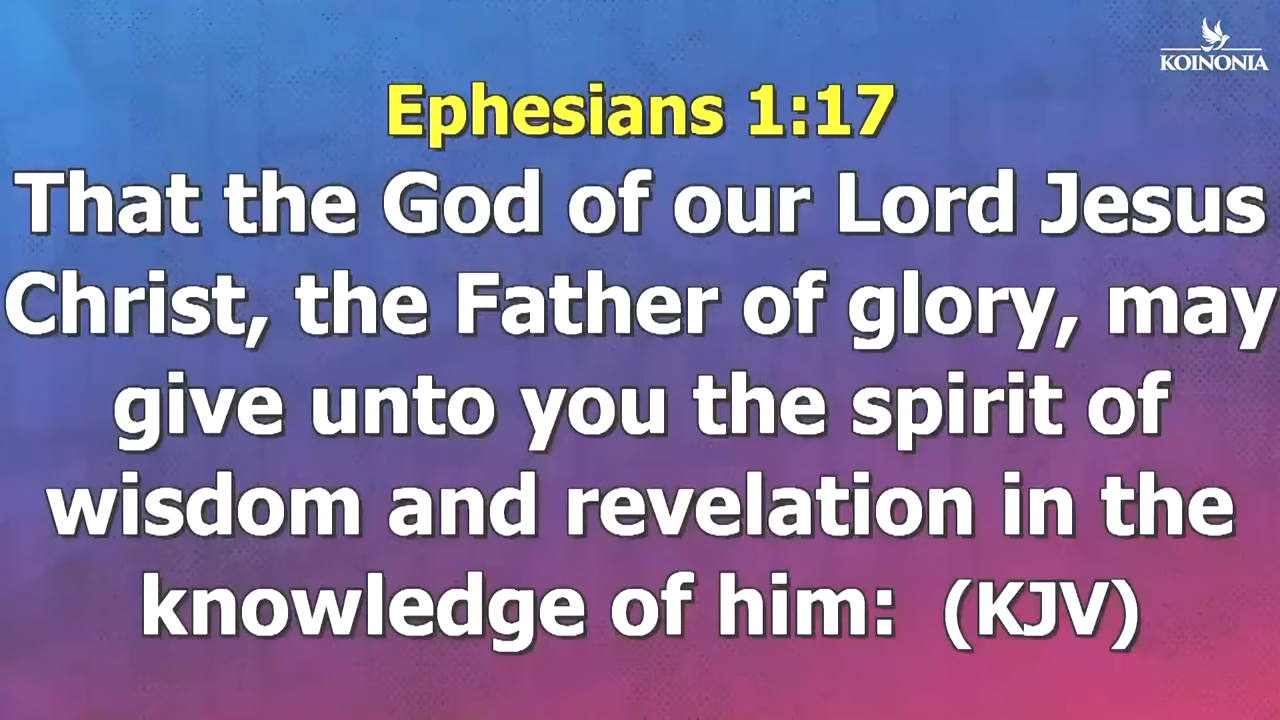 KOINONIA
Ephesians 1:17
That the God of our Lord Jesus
Christ, the Father of glory, may
give unto you the spirit of
wisdom and revelation in the
knowledge of him: (KJV)